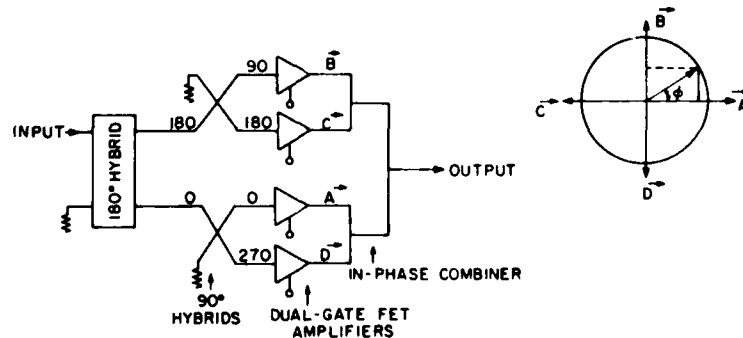 90
B
180
180
C
INPUT
180° HYBRID
0
0
A
270
D
OUTPUT
IN-PHASE COMBINER
90°
HYBRIDS
DUAL-GATE FET
AMPLIFIERS
B
ϕ
C
A
D